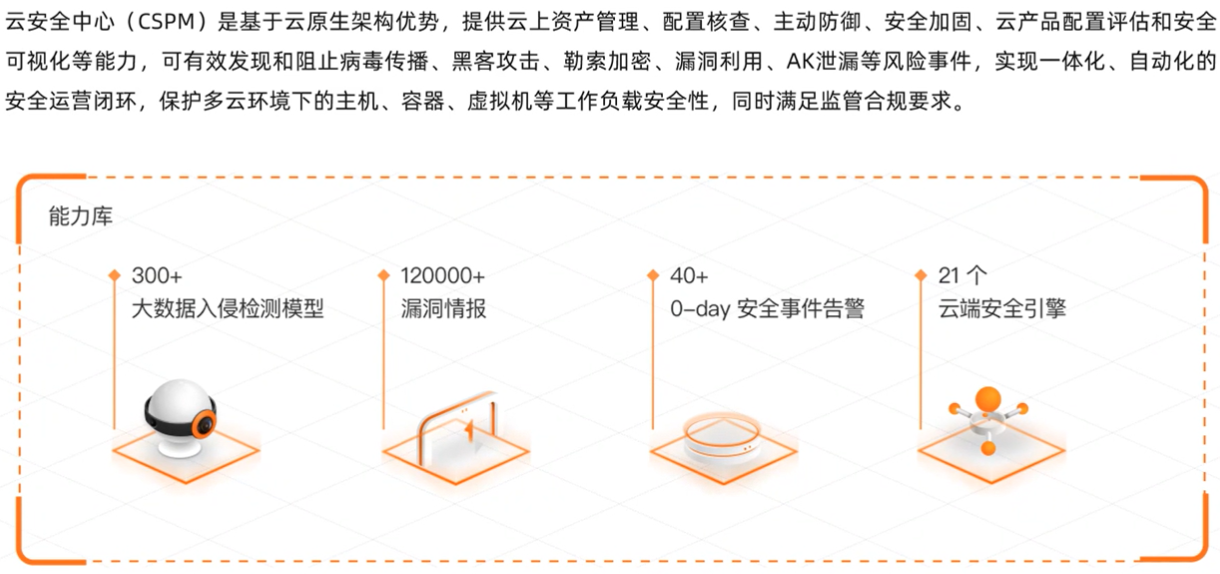 云安全中心（CSPM）是基于云原生架构优势，提供云上资产管理、配置核查、主动防御、安全加固、云产品配置评估和安全
可视化等能力，可有效发现和阻止病毒传播、黑客攻击、勒索加密、漏洞利用、AK泄漏等风险事件，实现一体化、自动化的
安全运营闭环，保护多云环境下的主机、容器、虚拟机等工作负载安全性，同时满足监管合规要求。
能力库
300+
大数据入侵检测模型
120000+
漏洞情报
40+
0-day 安全事件告警
21 个
云端安全引擎